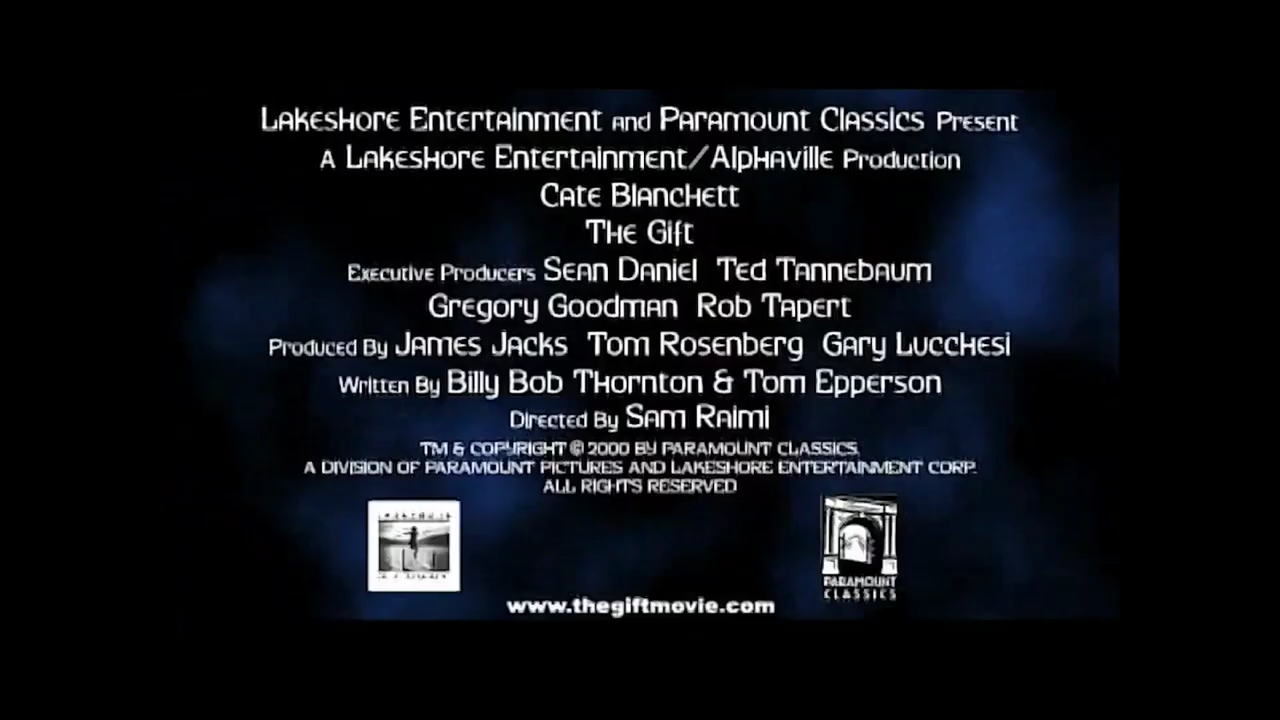 Lakeshore Entertainment and Paramount Classics Present
A Lakeshore Entertainment/Alphaville Production
Cate Blanchett
The Gift
Executive Producers Sean Daniel Ted Tannebaum
Gregory Goodman Rob Tapert
Produced By James Jacks Tom Rosenberg Gary Lucchesi
Written By Billy Bob Thornton & Tom Epperson
Directed By Sam Raimi
TM & COPYRIGHT © 2000 BY PARAMOUNT CLASSICS,
A DIVISION OF PARAMOUNT PICTURES AND LAKESHORE ENTERTAINMENT CORP.
ALL RIGHTS RESERVED
PARAMOUNT
CLASSICS
www.thegiftmovie.com